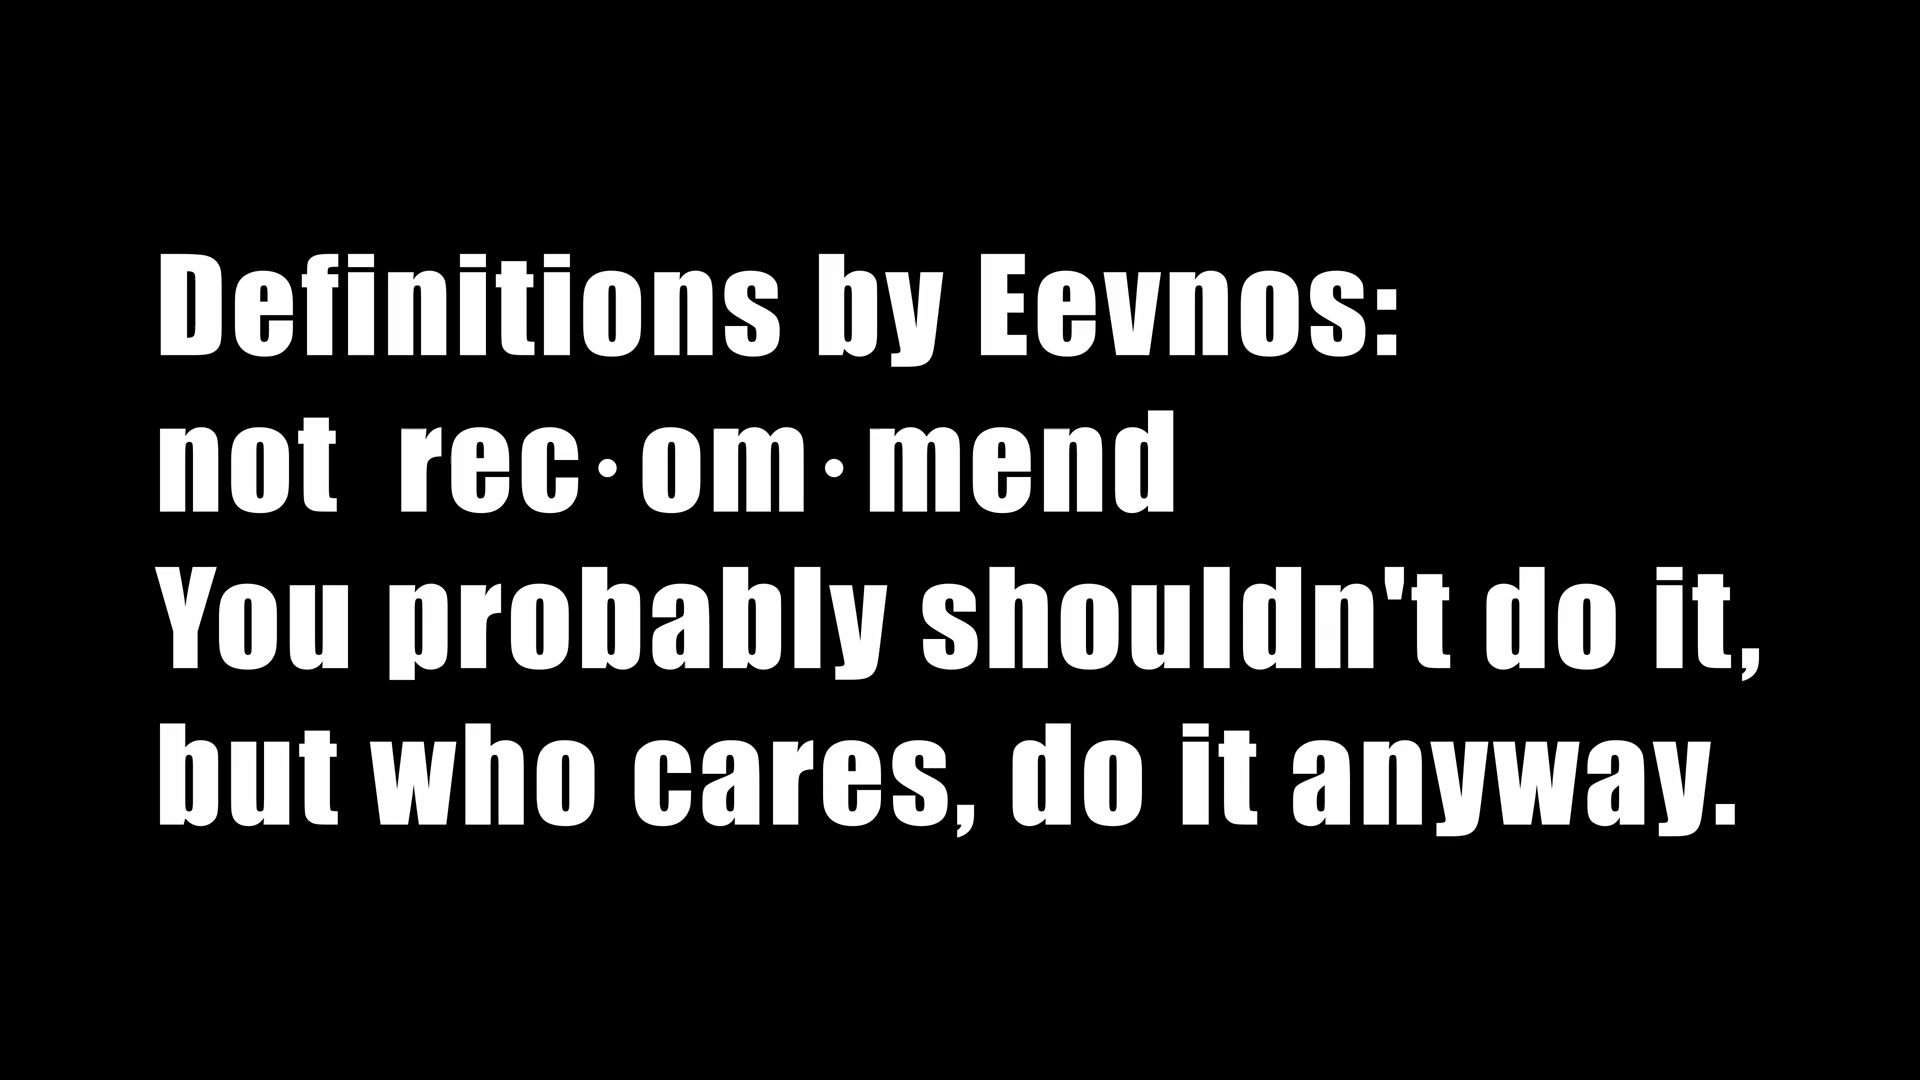 Definitions by Eevnos:
not  rec·om·mend
You probably shouldn't do it,
but who cares, do it anyway.